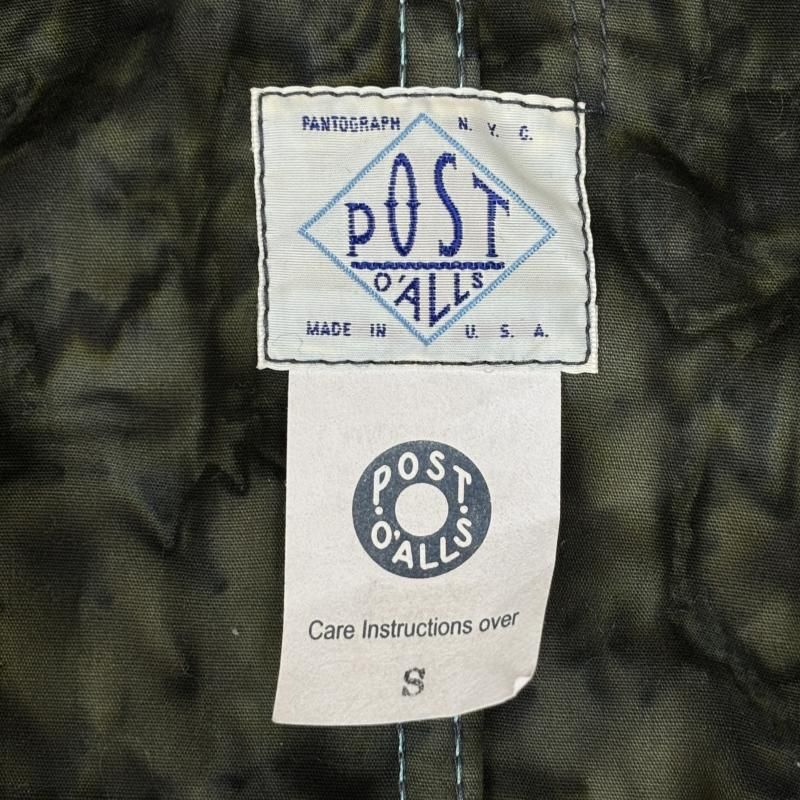 PANTOGRAPH N. Y. C.
POST
O'ALLS
MADE IN U. S. A.
POST
O'ALLS
Care Instructions over
S